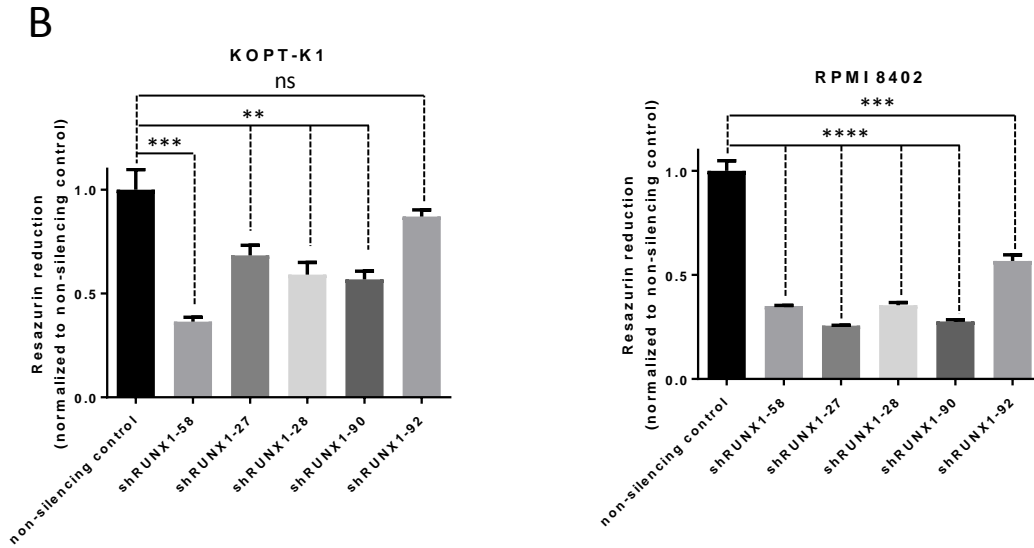 B
KOPT-K1
ns
**
***
Resazurin reduction
(normalized to non-silencing control)
1.0
0.5
0.0
non-silencing control
shRUNX1-58
shRUNX1-27
shRUNX1-28
shRUNX1-90
shRUNX1-92
RPMI 8402
***
****
Resazurin reduction
(normalized to non-silencing control)
1.0
0.5
0.0
non-silencing control
shRUNX1-58
shRUNX1-27
shRUNX1-28
shRUNX1-90
shRUNX1-92